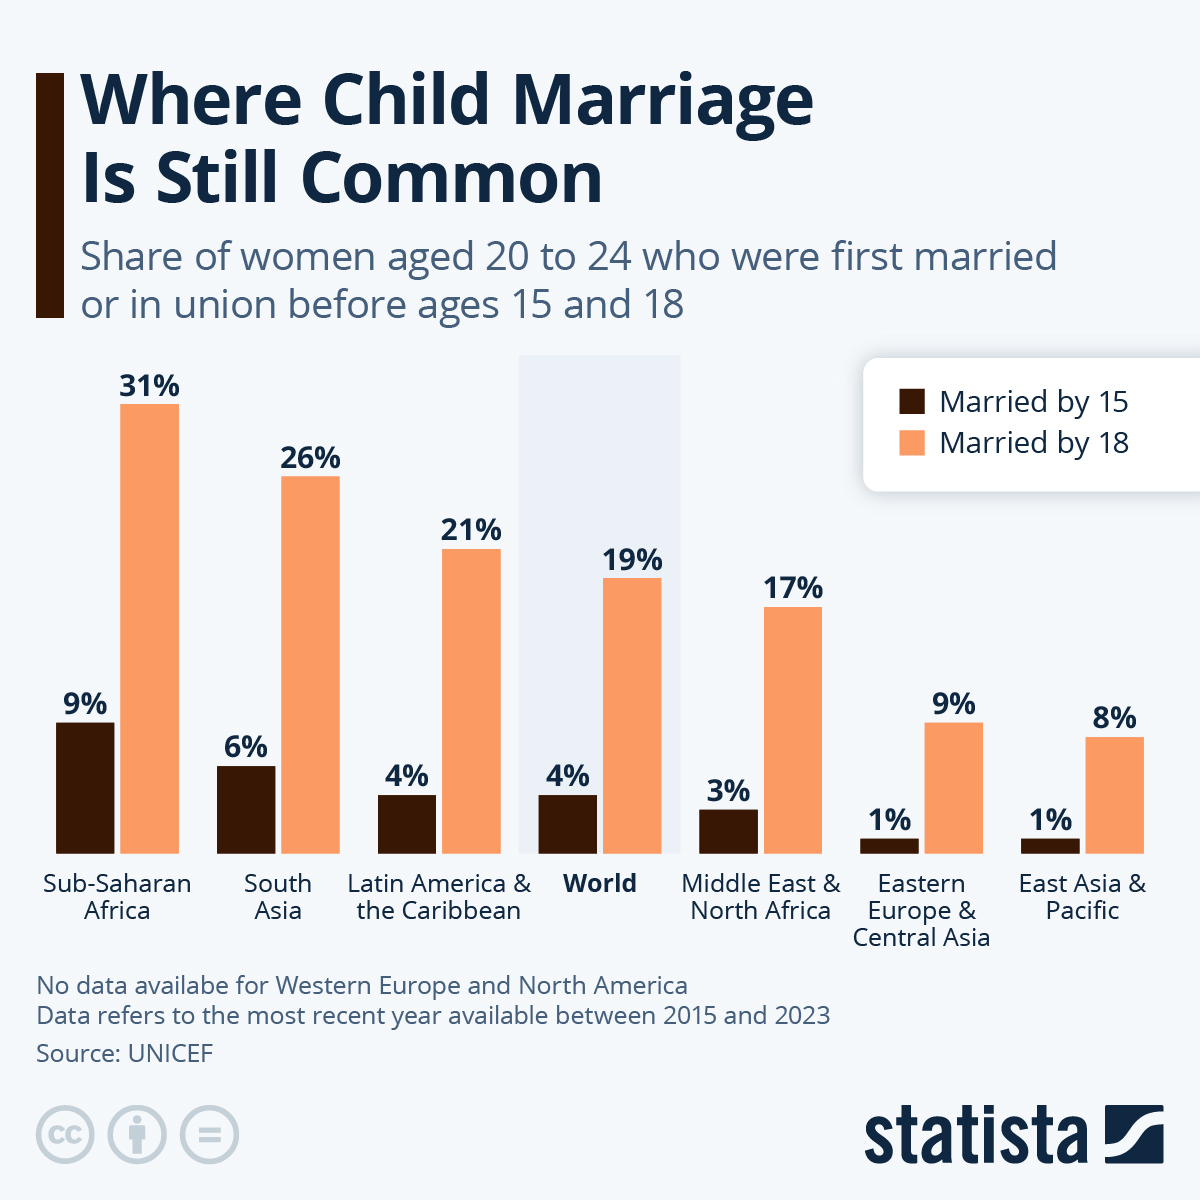 Where Child Marriage
Is Still Common
Share of women aged 20 to 24 who were first married
or in union before ages 15 and 18
Married by 15
Married by 18
31%
26%
21%
19%
17%
9%
9%
8%
6%
4%
4%
3%
1%
1%
Sub-Saharan
Africa
South
Asia
Latin America &
the Caribbean
World
Middle East &
North Africa
Eastern
Europe &
Central Asia
East Asia &
Pacific
No data availabe for Western Europe and North America
Data refers to the most recent year available between 2015 and 2023
Source: UNICEF
cc
=
statista